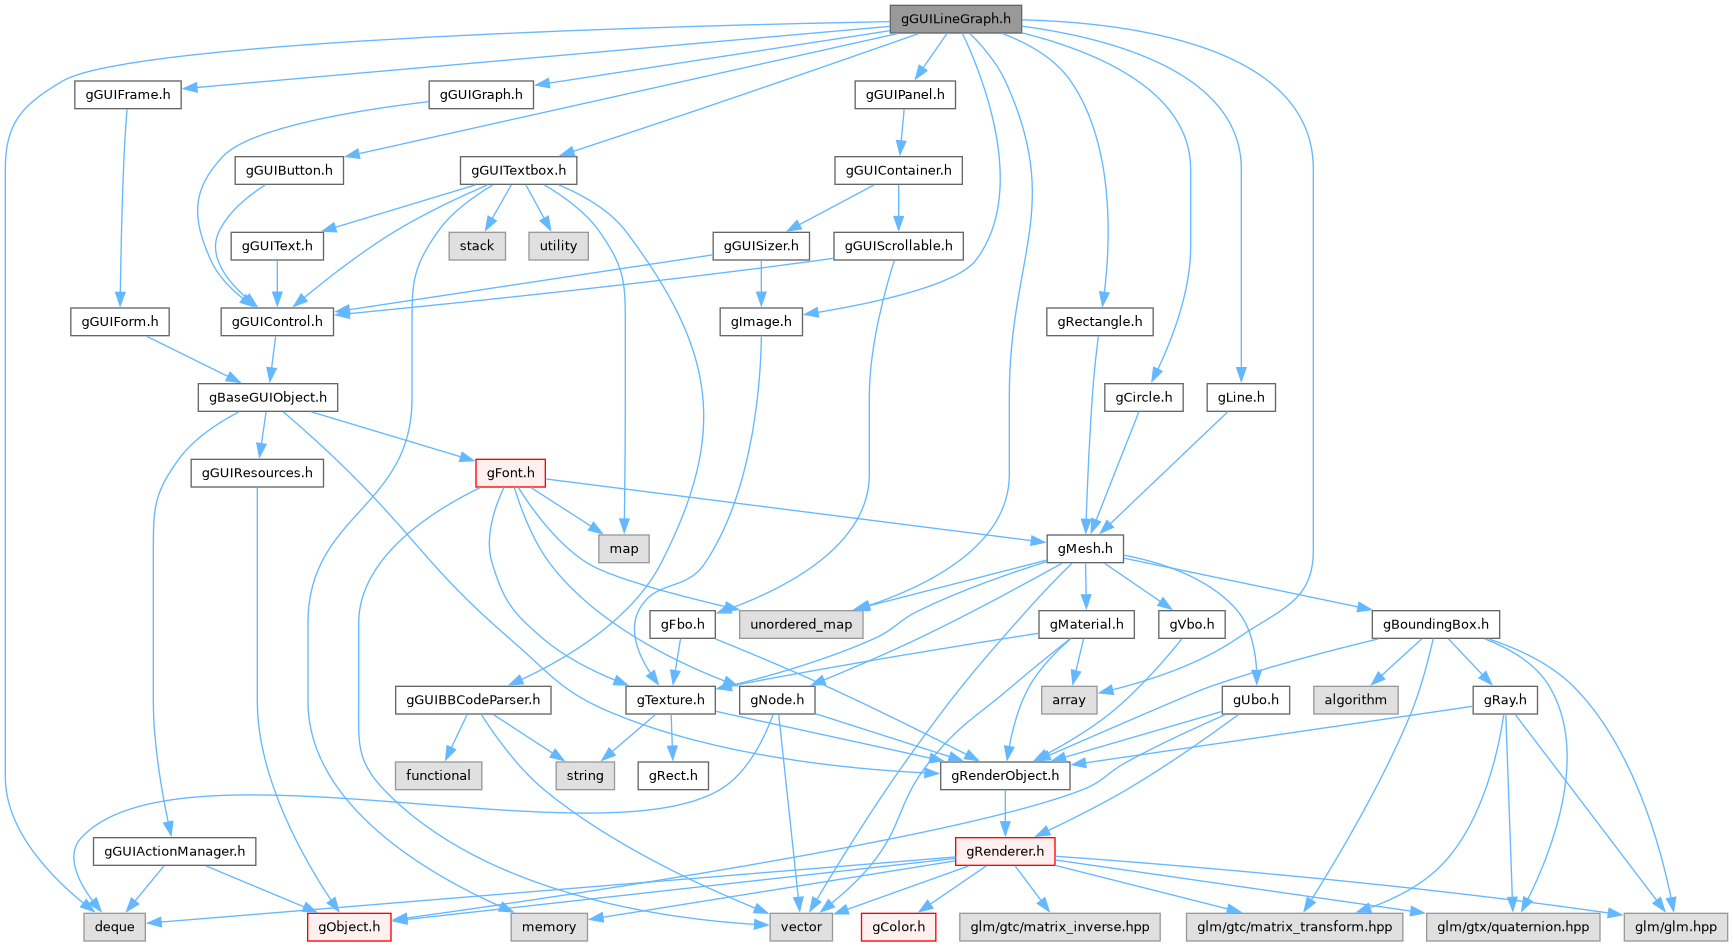 gGUILineGraph.h
gGUIFrame.h
gGUIGraph.h
gGUIPanel.h
gGUIButton.h
gGUITextbox.h
gGUIContainer.h
gGUIText.h
stack
utility
gGUISizer.h
gGUIScrollable.h
gGUIForm.h
gGUIControl.h
gImage.h
gRectangle.h
gBaseGUIObject.h
gCircle.h
gLine.h
gGUIResources.h
gFont.h
map
gMesh.h
gFbo.h
unordered_map
gMaterial.h
gVbo.h
gBoundingBox.h
gGUIBBCodeParser.h
gTexture.h
gNode.h
array
gUbo.h
algorithm
gRay.h
functional
string
gRect.h
gRenderObject.h
gGUIActionManager.h
gRenderer.h
deque
gObject.h
memory
vector
gColor.h
glm/gtc/matrix_inverse.hpp
glm/gtc/matrix_transform.hpp
glm/gtx/quaternion.hpp
glm/glm.hpp